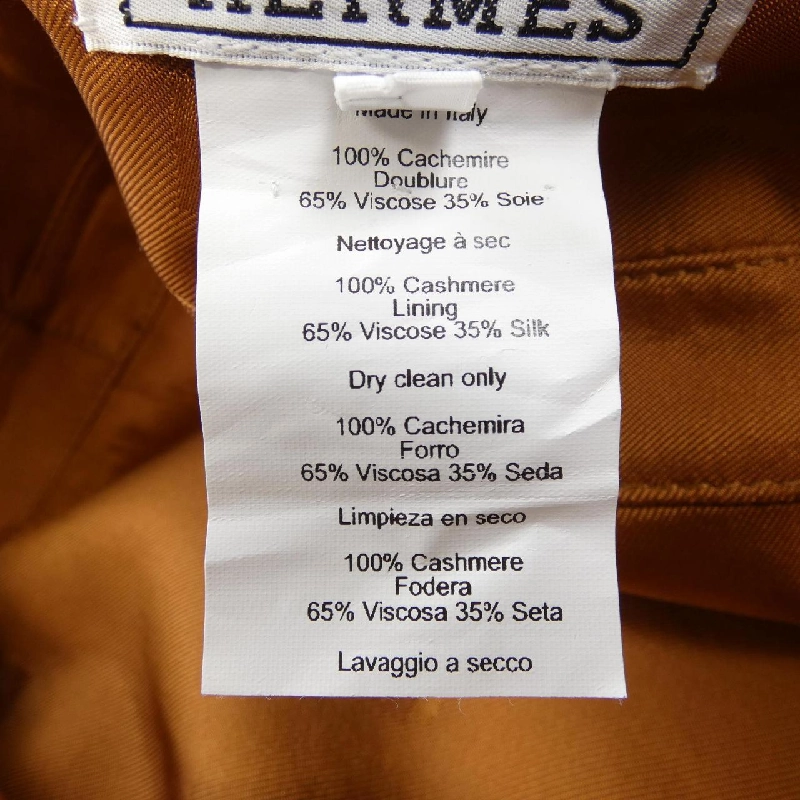 HERMES
Made in Italy
100% Cachemire
Doublure
65% Viscose 35% Soie
Nettoyage à sec
100% Cashmere
Lining
65% Viscose 35% Silk
Dry clean only
100% Cachemira
Forro
65% Viscosa 35% Seda
Limpieza en seco
100% Cashmere
Fodera
65% Viscosa 35% Seta
Lavaggio a secco